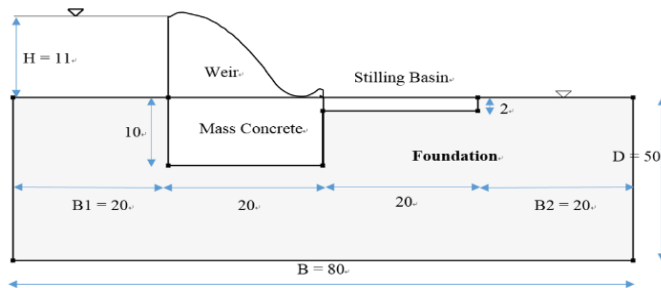 H = 11
Weir
Stilling Basin
10
Mass Concrete
2
Foundation
D = 50
B1 = 20
20
20
B2 = 20
B = 80